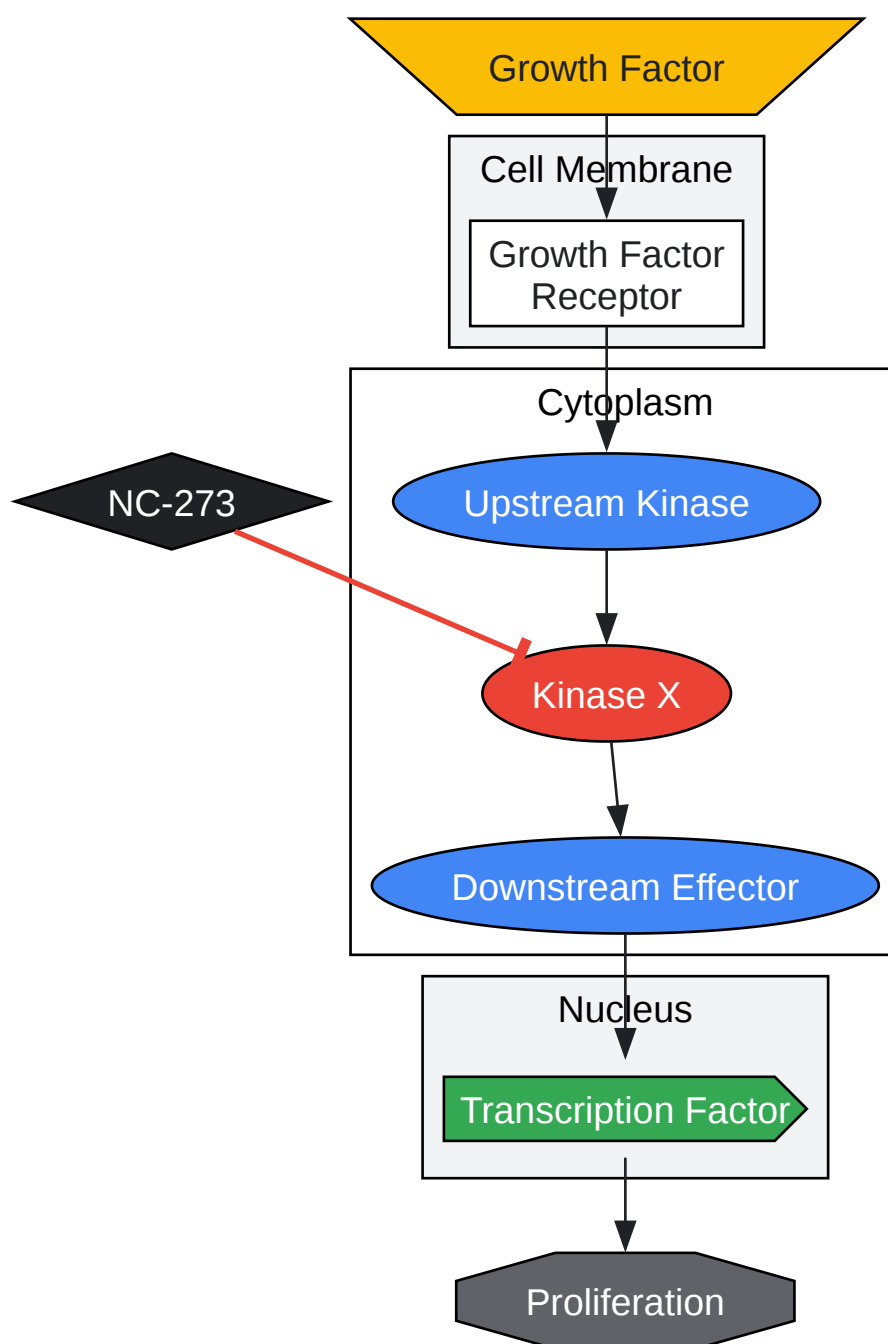 Growth Factor
Cell Membrane
Growth Factor
Receptor
Cytoplasm
NC-273
Upstream Kinase
Kinase X
Downstream Effector
Nucleus
Transcription Factor
Proliferation